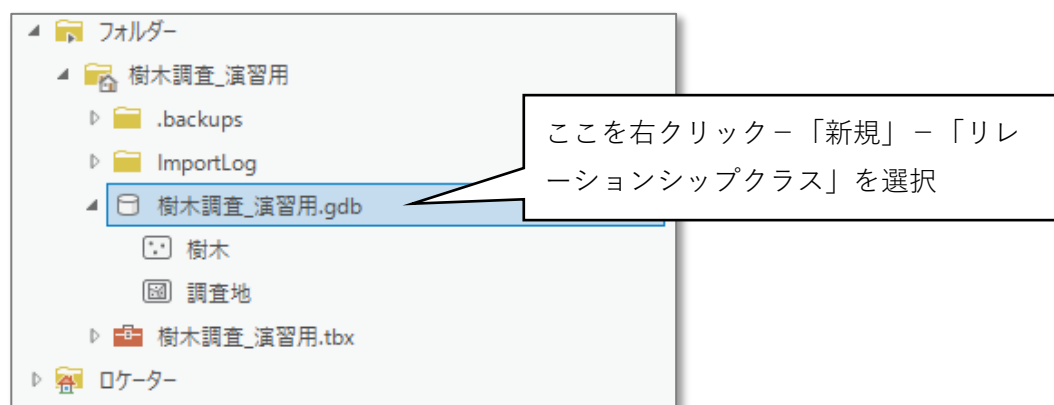 フォルダー
樹木調査_演習用
.backups
ImportLog
ここを右クリック－「新規」－「リレ
ーションシップクラス」を選択
樹木調査_演習用.gdb
樹木
調査地
樹木調査_演習用.tbx
ロケーター